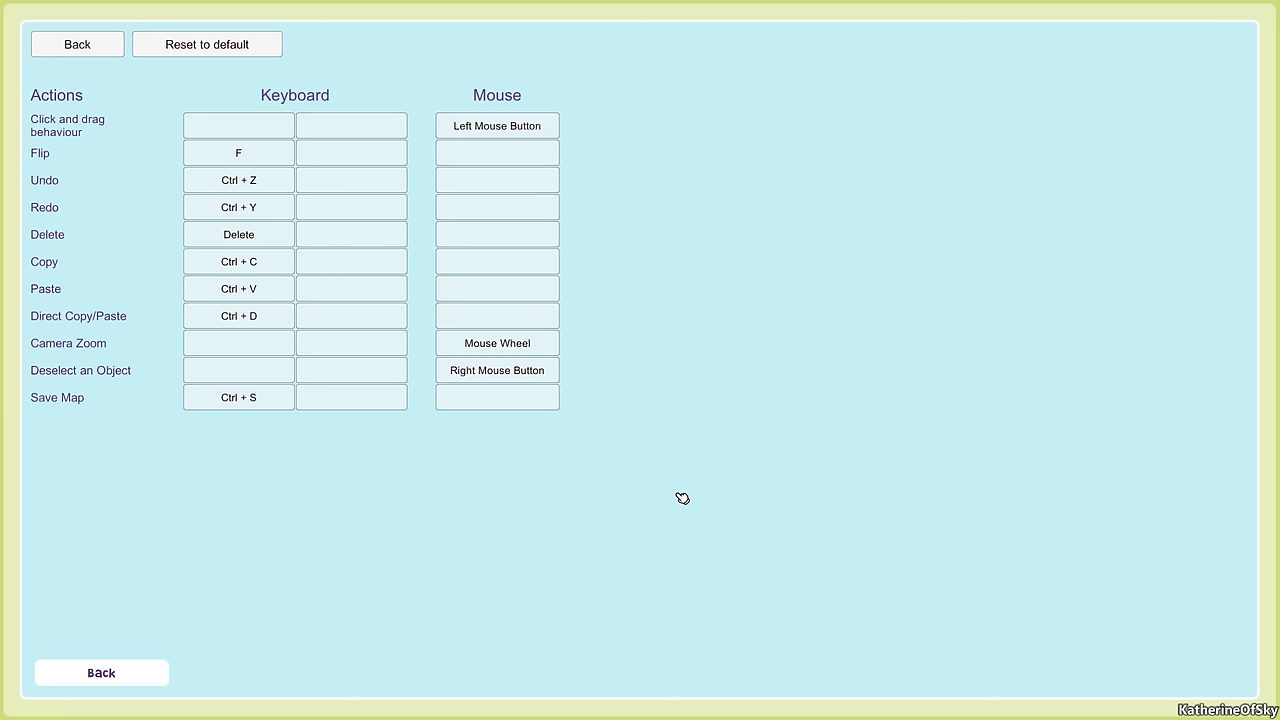 Back
Reset to default
Actions
Keyboard
Mouse
Click and drag
behaviour
Left Mouse Button
Flip
F
Undo
Ctrl + Z
Redo
Ctrl + Y
Delete
Delete
Copy
Ctrl + C
Paste
Ctrl + V
Direct Copy/Paste
Ctrl + D
Camera Zoom
Mouse Wheel
Deselect an Object
Right Mouse Button
Save Map
Ctrl + S
Back
KatherineOfSky